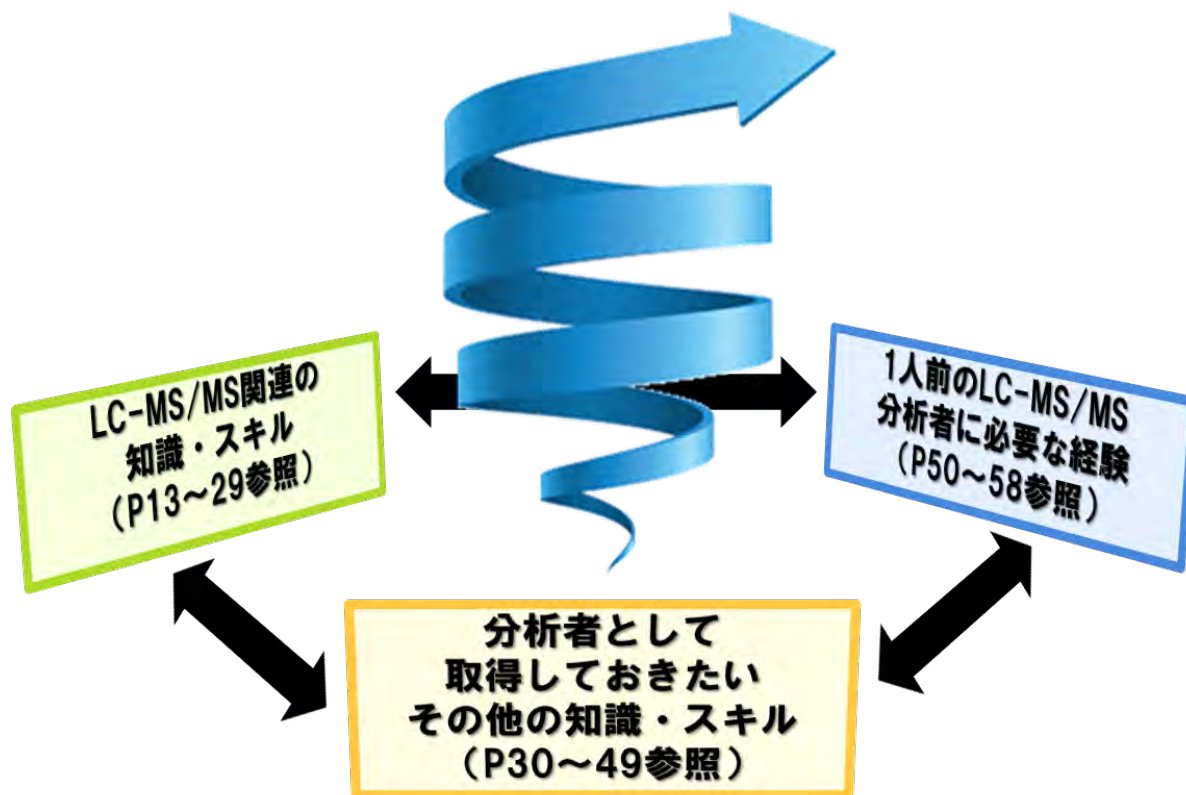 LC-MS/MS関連の
知識・スキル
(P13～29参照)
1人前のLC-MS/MS
分析者に必要な経験
(P50～58参照)
分析者として
取得しておきたい
その他の知識・スキル
(P30～49参照)